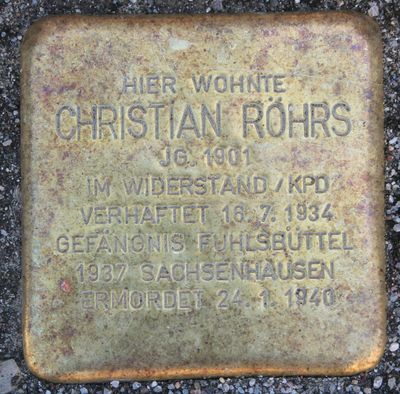 HIER WOHNTE
CHRISTIAN RÖHRS
JG. 1901
IM WIDERSTAND / KPD
VERHAFTET 16. 7. 1934
GEFÄNGNIS FUHLSBÜTTEL
1937 SACHSENHAUSEN
ERMORDET 24. 1. 1940